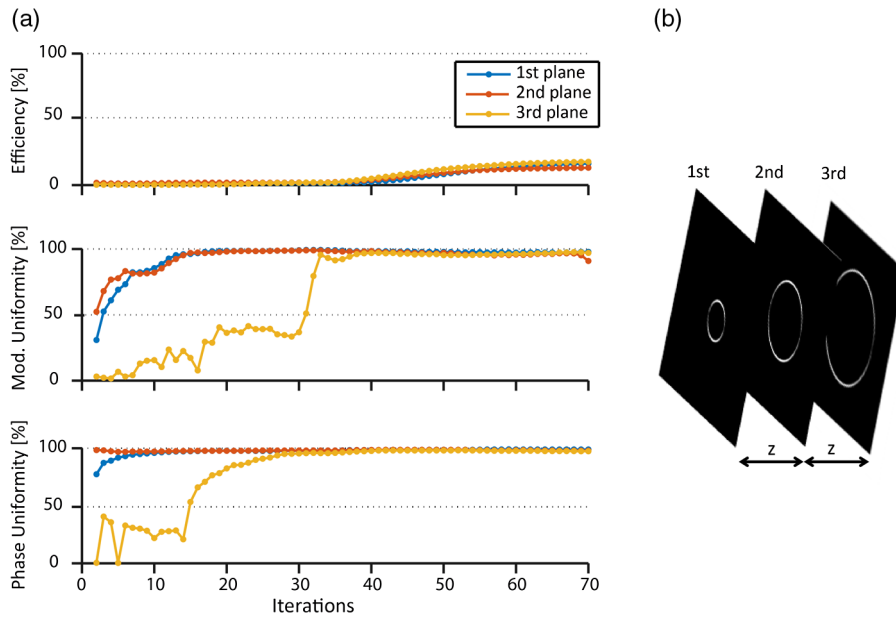 (a)
(b)
100
50
0
Efficiency [%]
1st plane
2nd plane
3rd plane
100
50
0
Mod. Uniformity [%]
100
50
0
Phase Uniformity [%]
0 10 20 30 40 50 60 70
Iterations
1st 2nd 3rd
z z